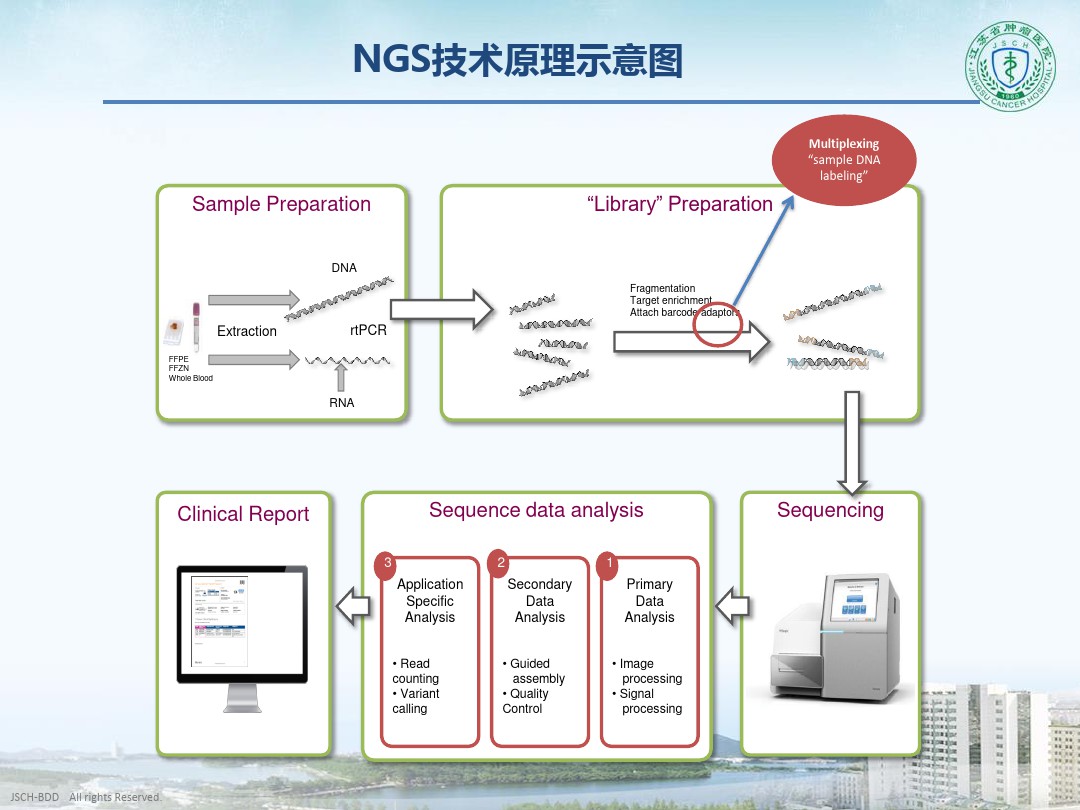 NGS技术原理示意图
江苏省肿瘤医院
JSCH
1960
JIANGSU CANCER HOSPITAL
Multiplexing
“sample DNA
labeling”
Sample Preparation
DNA
Extraction
rtPCR
FFPE
FFZN
Whole Blood
RNA
“Library” Preparation
Fragmentation
Target enrichment
Attach barcode adaptors
Clinical Report
Sequence data analysis
3
Application
Specific
Analysis
• Read
counting
• Variant
calling
2
Secondary
Data
Analysis
• Guided
assembly
• Quality
Control
1
Primary
Data
Analysis
• Image
processing
• Signal
processing
Sequencing
JSCH-BDD All rights Reserved.